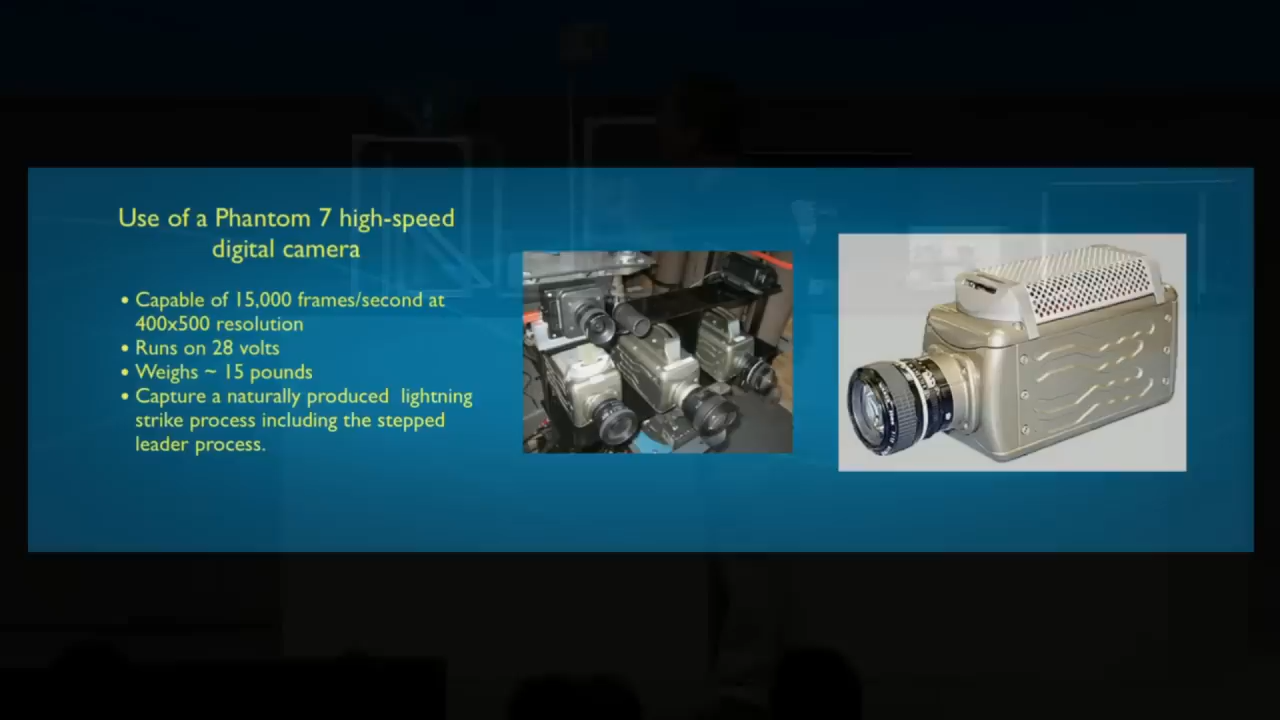 Use of a Phantom 7 high-speed
digital camera
• Capable of 15,000 frames/second at
400x500 resolution
• Runs on 28 volts
• Weighs ~ 15 pounds
• Capture a naturally produced lightning
strike process including the stepped
leader process.